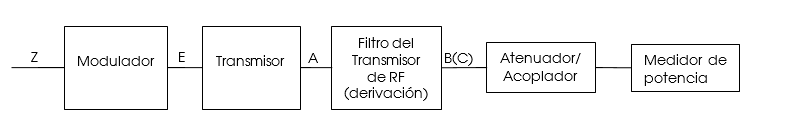 Z
Modulador
E
Transmisor
A
Filtro del
Transmisor
de RF
(derivación)
B(C)
Atenuador/
Acoplador
Medidor de
potencia